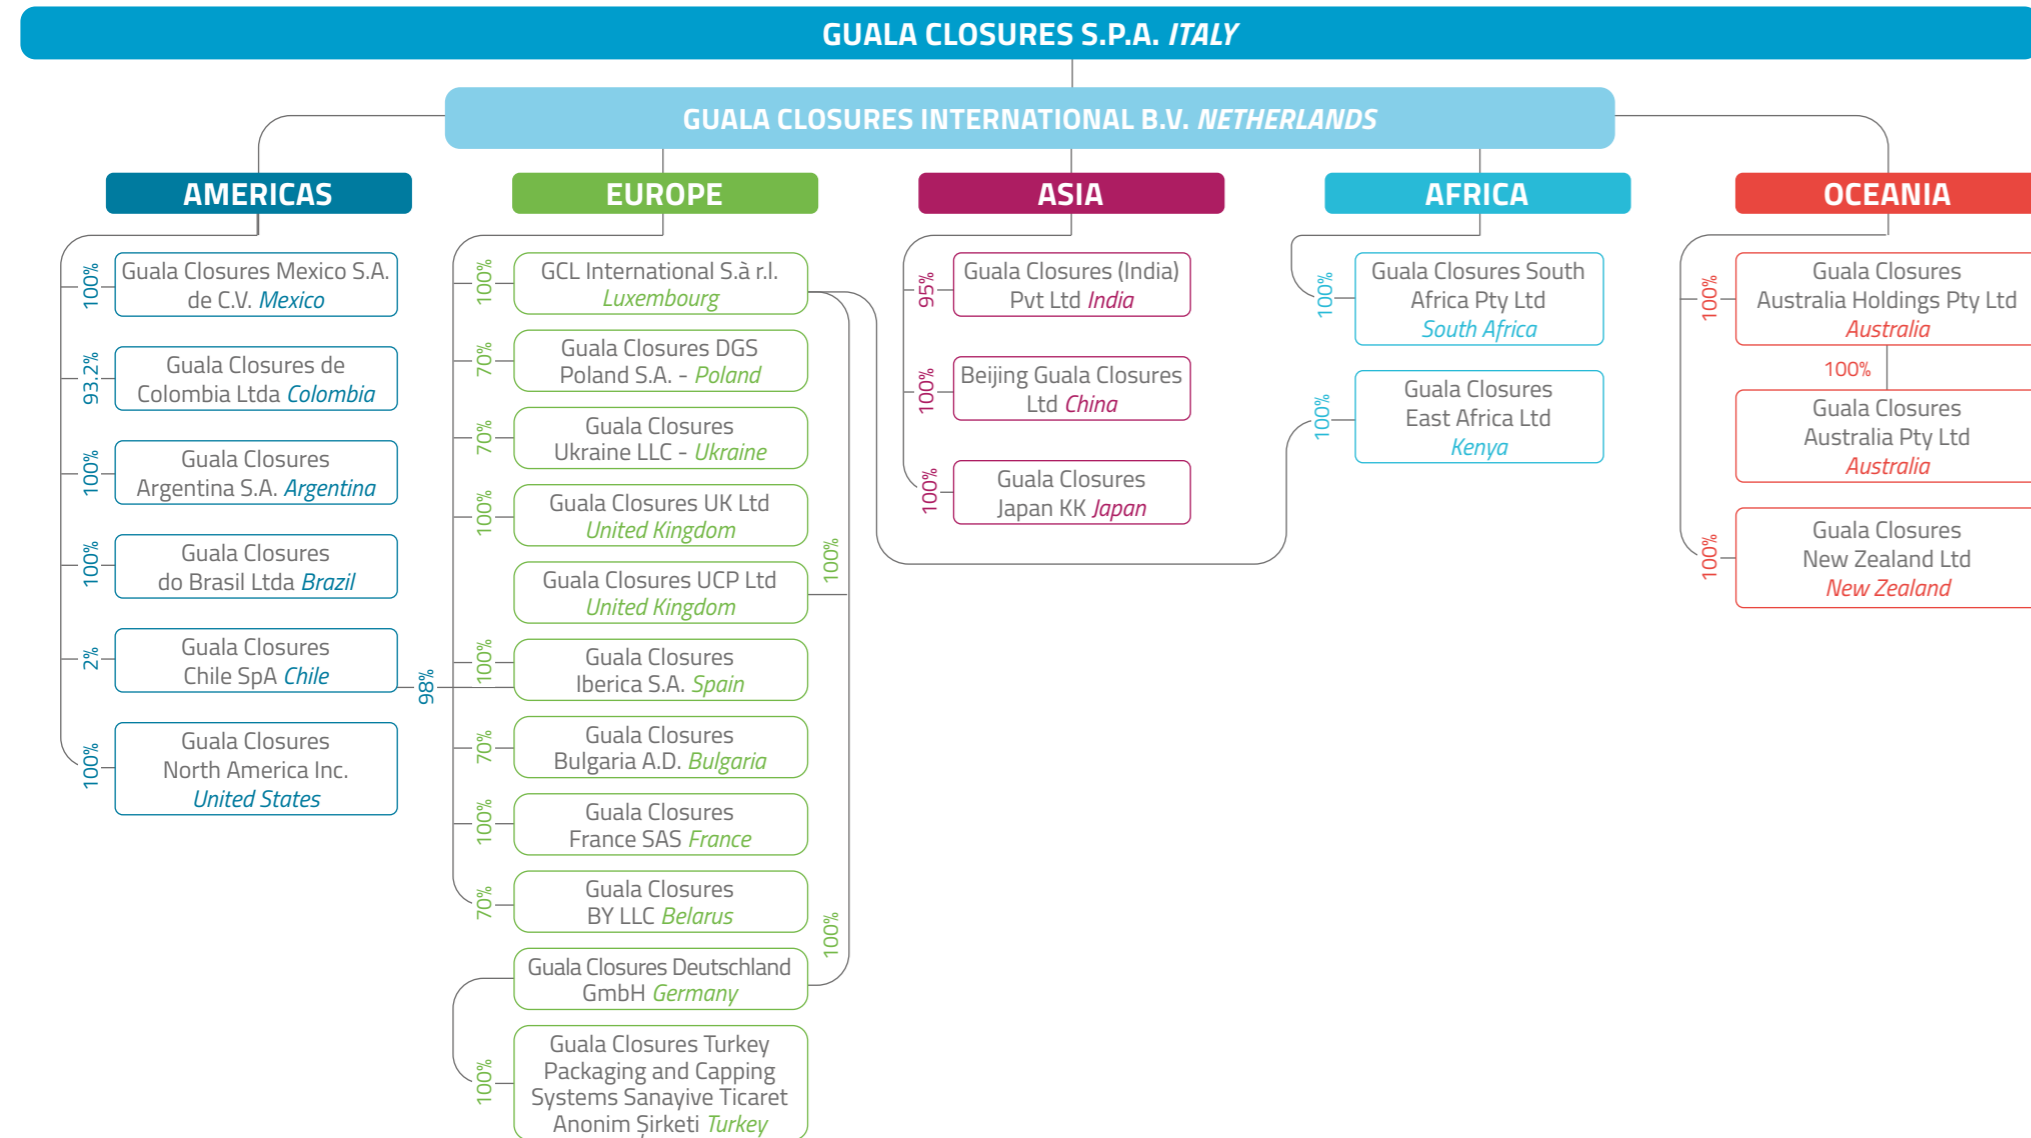 GUALA CLOSURES S.P.A. ITALY
GUALA CLOSURES INTERNATIONAL B.V. NETHERLANDS
AMERICAS
100%
Guala Closures Mexico S.A.
de C.V. Mexico
93.2%
Guala Closures de
Colombia Ltda Colombia
100%
Guala Closures
Argentina S.A. Argentina
100%
Guala Closures
do Brasil Ltda Brazil
2%
Guala Closures
Chile SpA Chile
98%
100%
Guala Closures
North America Inc.
United States
EUROPE
100%
GCL International S.à r.l.
Luxembourg
70%
Guala Closures DGS
Poland S.A. - Poland
70%
Guala Closures
Ukraine LLC - Ukraine
100%
Guala Closures UK Ltd
United Kingdom
100%
Guala Closures UCP Ltd
United Kingdom
100%
Guala Closures
Iberica S.A. Spain
70%
Guala Closures
Bulgaria A.D. Bulgaria
100%
Guala Closures
France SAS France
70%
Guala Closures
BY LLC Belarus
100%
Guala Closures Deutschland
GmbH Germany
100%
Guala Closures Turkey
Packaging and Capping
Systems Sanayive Ticaret
Anonim Şirketi Turkey
ASIA
95%
Guala Closures (India)
Pvt Ltd India
100%
Beijing Guala Closures
Ltd China
100%
Guala Closures
Japan KK Japan
AFRICA
100%
Guala Closures South
Africa Pty Ltd
South Africa
100%
Guala Closures
East Africa Ltd
Kenya
OCEANIA
100%
Guala Closures
Australia Holdings Pty Ltd
Australia
100%
Guala Closures
Australia Pty Ltd
Australia
100%
Guala Closures
New Zealand Ltd
New Zealand